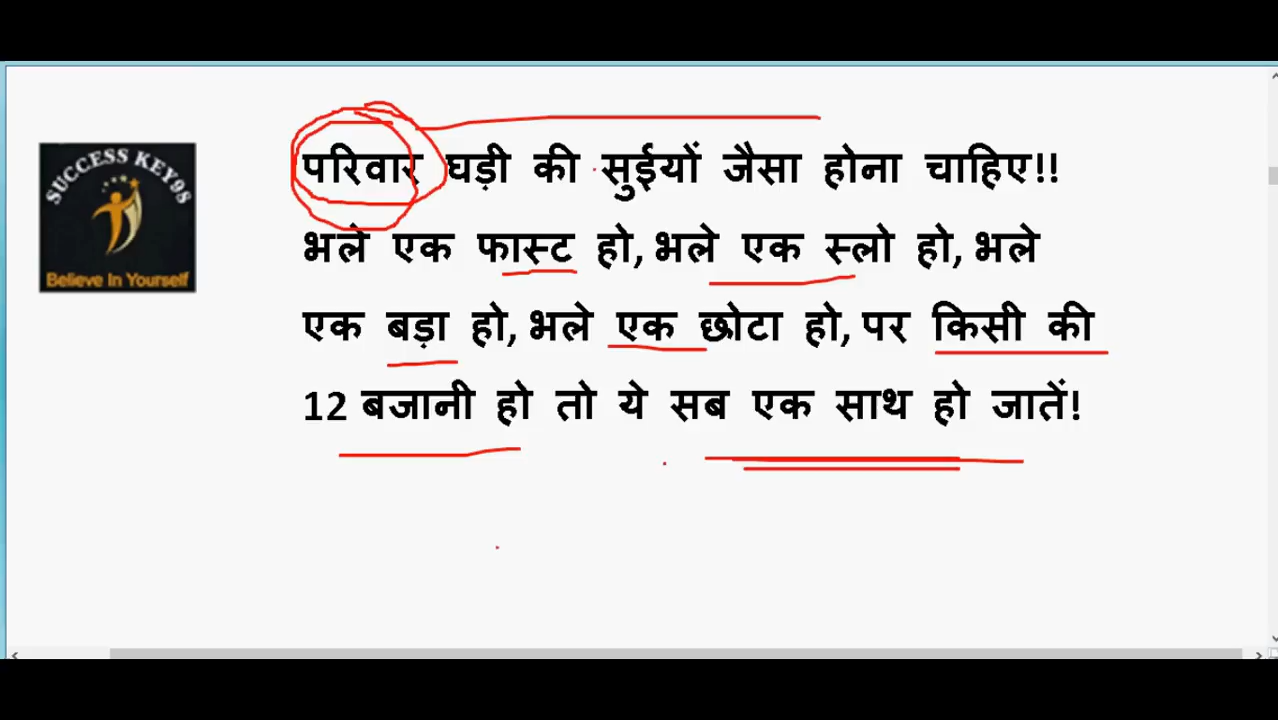 SUCCESS KEY98
Believe In Yourself
परिवार घड़ी की सुईयों जैसा होना चाहिए!!
भले एक फास्ट हो, भले एक स्लो हो, भले
एक बड़ा हो, भले एक छोटा हो, पर किसी की
12 बजानी हो तो ये सब एक साथ हो जातें!